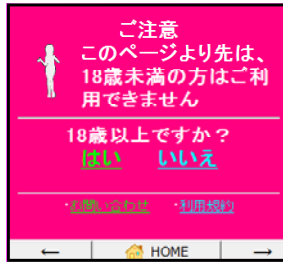 ご注意
このページより先は、
18歳未満の方はご利
用できません
18歳以上ですか？
はい いいえ
・お問い合わせ ・利用規約
← HOME →